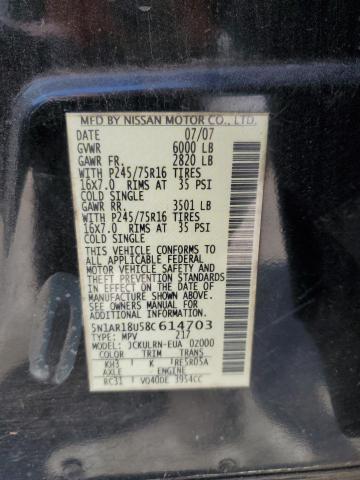 MFD BY NISSAN MOTOR CO., LTD.
DATE 07/07
GVWR 6000 LB
GAWR FR. 2820 LB
WITH P245/75R16 TIRES
16X7.0 RIMS AT 35 PSI
COLD SINGLE
GAWR RR. 3501 LB
WITH P245/75R16 TIRES
16X7.0 RIMS AT 35 PSI
COLD SINGLE
THIS VEHICLE CONFORMS TO
ALL APPLICABLE FEDERAL
MOTOR VEHICLE SAFETY AND
THEFT PREVENTION STANDARDS
IN EFFECT ON THE DATE OF
MANUFACTURE SHOWN ABOVE.
SEE OWNERS MANUAL FOR
ADDITIONAL INFORMATION.
5N1AR18U58C614703
TYPE: MPV 217
MODEL: JCKULRN-EUA 02000
COLOR TRIM TRANS
KH3 K RE5R05A
AXLE ENGINE
RC31 VQ40DE 3954CC